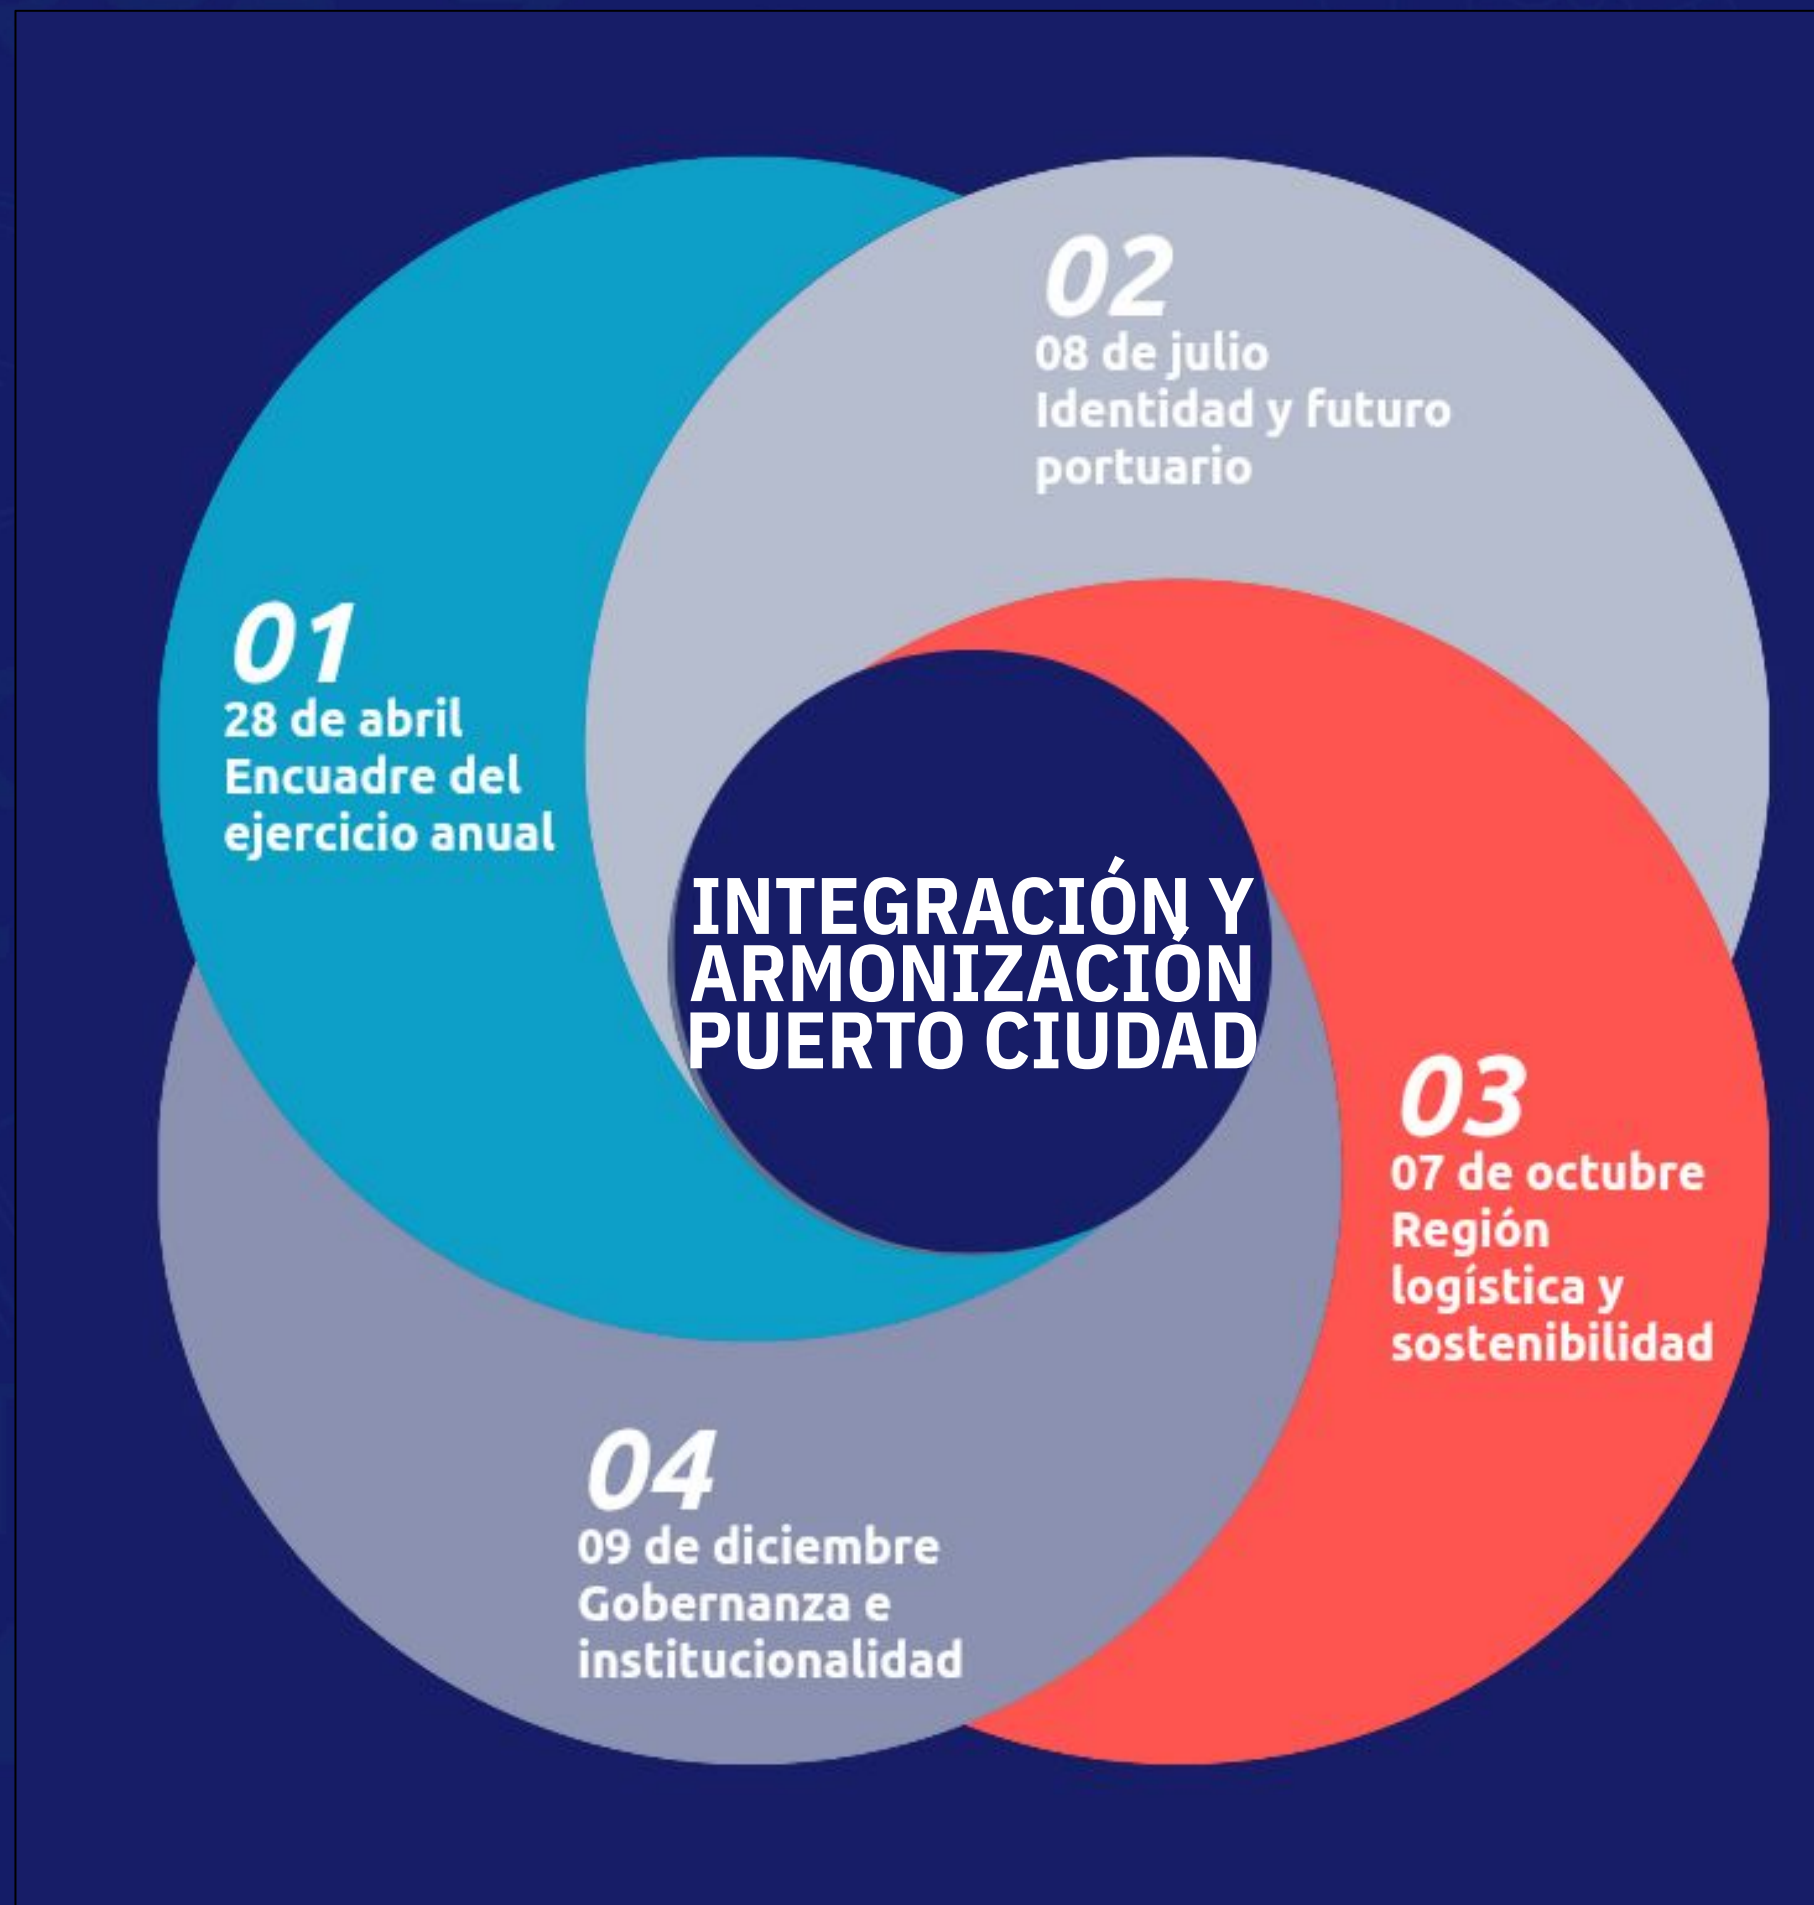 01
28 de abril
Encuadre del
ejercicio anual
02
08 de julio
Identidad y futuro
portuario
03
07 de octubre
Región
logística y
sostenibilidad
04
09 de diciembre
Gobernanza e
institucionalidad
INTEGRACIÓN Y
ARMONIZACIÓN
PUERTO CIUDAD